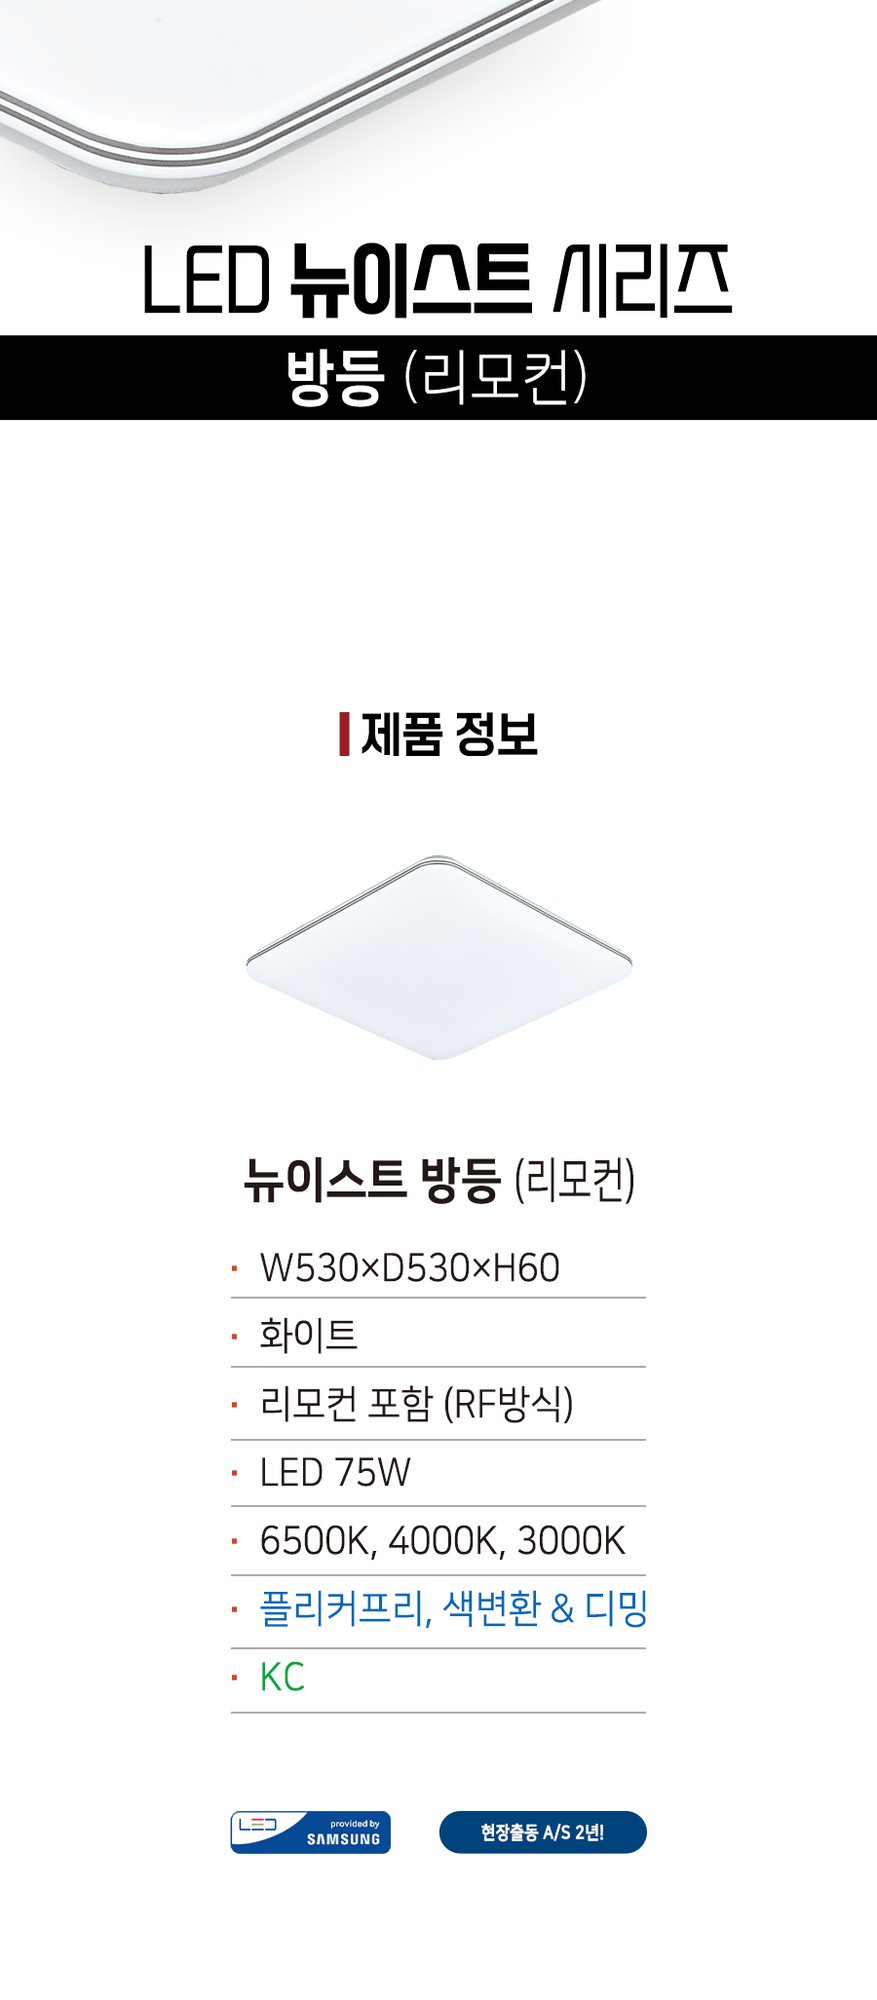 LED 뉴이스트 시리즈
방등 (리모컨)
제품 정보
뉴이스트 방등 (리모컨)
· W530×D530×H60
· 화이트
· 리모컨 포함 (RF방식)
· LED 75W
· 6500K, 4000K, 3000K
· 플리커프리, 색변환 & 디밍
· KC
LED provided by
SAMSUNG
현장출동 A/S 2년!